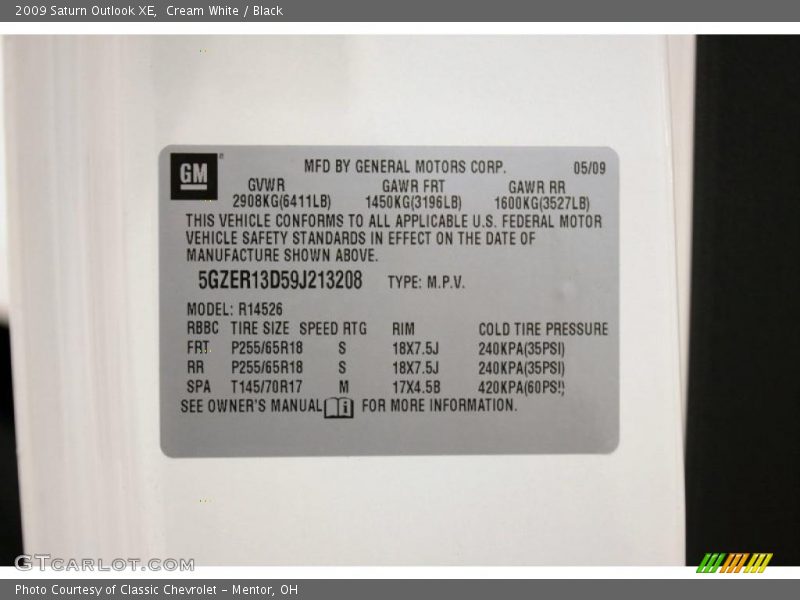 2009 Saturn Outlook XE,  Cream White / Black
GM
MFD BY GENERAL MOTORS CORP. 05/09
GVWR GAWR FRT GAWR RR
2908KG(6411LB) 1450KG(3196LB) 1600KG(3527LB)
THIS VEHICLE CONFORMS TO ALL APPLICABLE U.S. FEDERAL MOTOR
VEHICLE SAFETY STANDARDS IN EFFECT ON THE DATE OF
MANUFACTURE SHOWN ABOVE.
5GZER13D59J213208 TYPE: M.P.V.
MODEL: R14526
RBBC TIRE SIZE SPEED RTG RIM COLD TIRE PRESSURE
FRT P255/65R18 S 18X7.5J 240KPA(35PSI)
RR P255/65R18 S 18X7.5J 240KPA(35PSI)
SPA T145/70R17 M 17X4.5B 420KPA(60PSI)
SEE OWNER'S MANUAL FOR MORE INFORMATION.
GTCARLOT.COM
Photo Courtesy of Classic Chevrolet - Mentor, OH